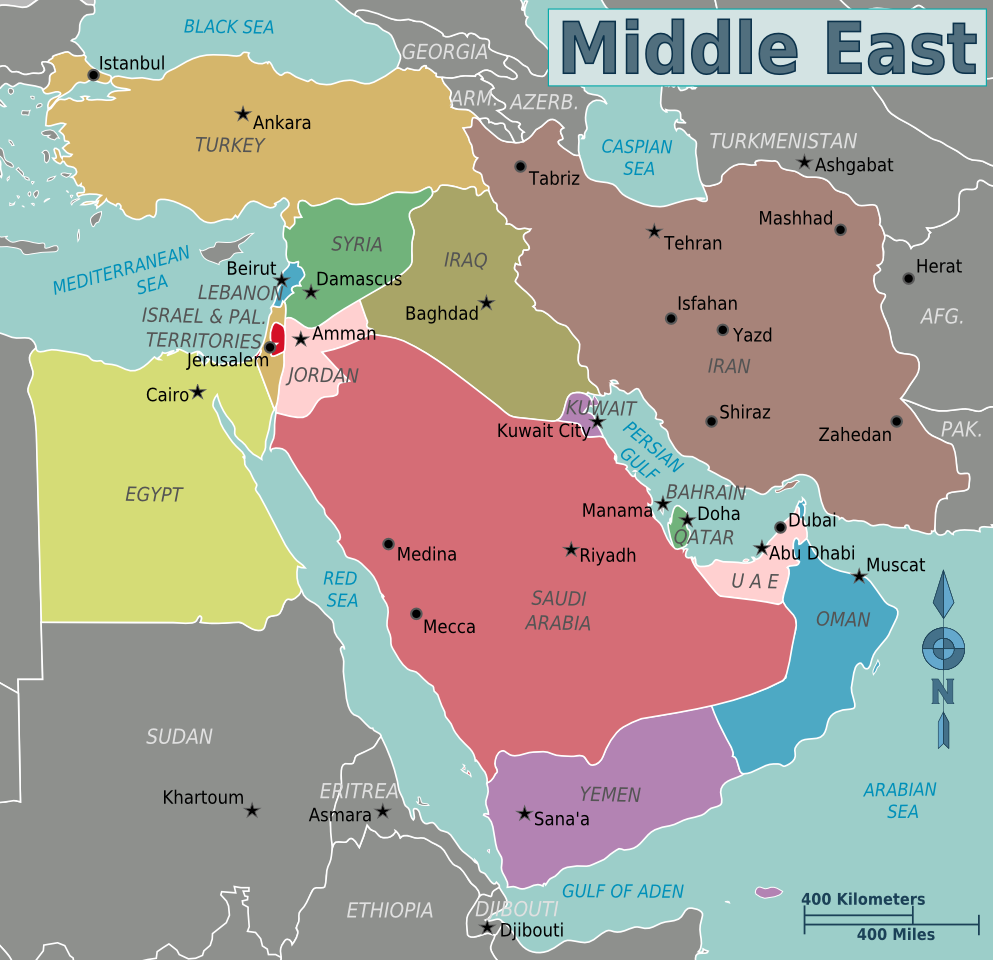 Middle East
BLACK SEA
GEORGIA
Istanbul
ARM.
AZERB.
Ankara
TURKEY
CASPIAN
SEA
TURKMENISTAN
Ashgabat
Tabriz
Mashhad
Tehran
SYRIA
IRAQ
MEDITERRANEAN
SEA
Beirut
Damascus
Herat
LEBANON
Isfahan
Baghdad
ISRAEL & PAL.
TERRITORIES
Amman
Yazd
AFG.
Jerusalem
JORDAN
IRAN
Cairo
KUWAIT
Shiraz
Kuwait City
Zahedan
PAK.
PERSIAN
GULF
EGYPT
BAHRAIN
Manama
Doha
Dubai
QATAR
Medina
Riyadh
Abu Dhabi
Muscat
RED
SEA
U A E
SAUDI
ARABIA
Mecca
OMAN
N
SUDAN
Khartoum
ERITREA
Asmara
YEMEN
Sana'a
ARABIAN
SEA
GULF OF ADEN
ETHIOPIA
DJIBOUTI
Djibouti
400 Kilometers
400 Miles